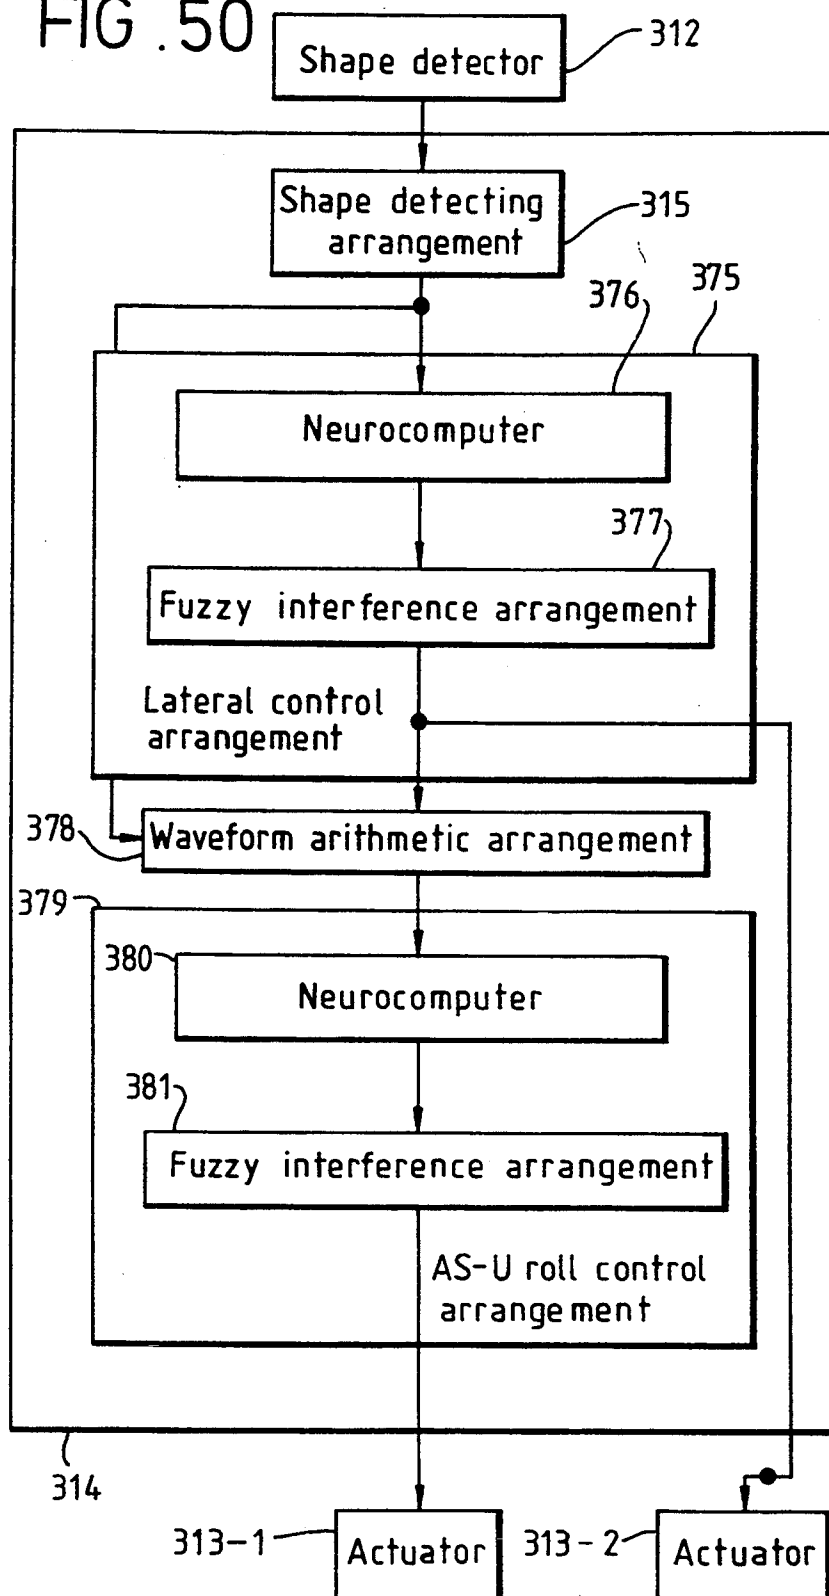 FIG.50
Shape detector
312
Shape detecting
arrangement
315
376
375
Neurocomputer
377
Fuzzy interference arrangement
Lateral control
arrangement
378
Waveform arithmetic arrangement
379
380
Neurocomputer
381
Fuzzy interference arrangement
AS-U roll control
arrangement
314
313-1
Actuator
313-2
Actuator